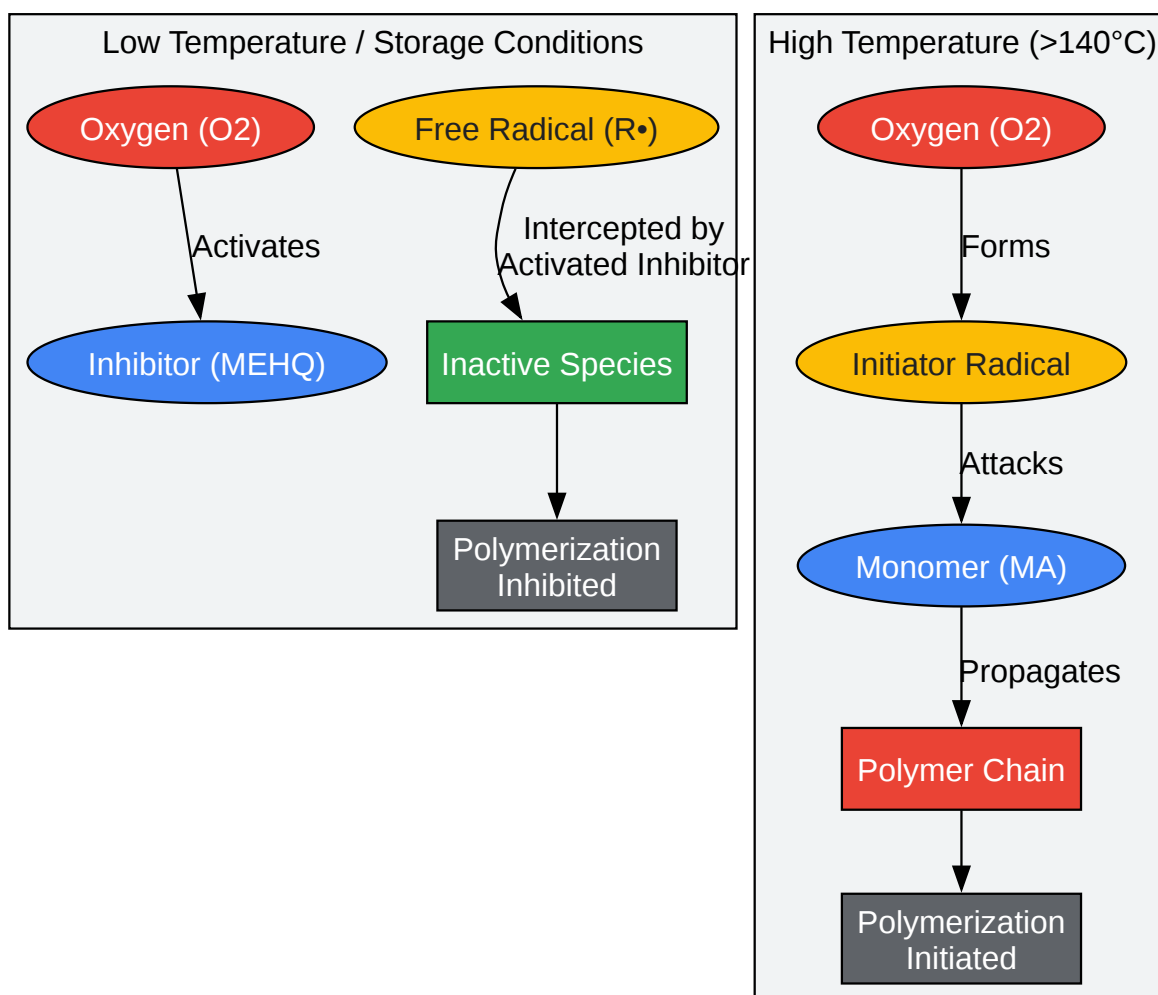 Low Temperature / Storage Conditions
Oxygen (O2)
Free Radical (R•)
Activates
Intercepted by
Activated Inhibitor
Inhibitor (MEHQ)
Inactive Species
Polymerization
Inhibited
High Temperature (>140°C)
Oxygen (O2)
Forms
Initiator Radical
Attacks
Monomer (MA)
Propagates
Polymer Chain
Polymerization
Initiated